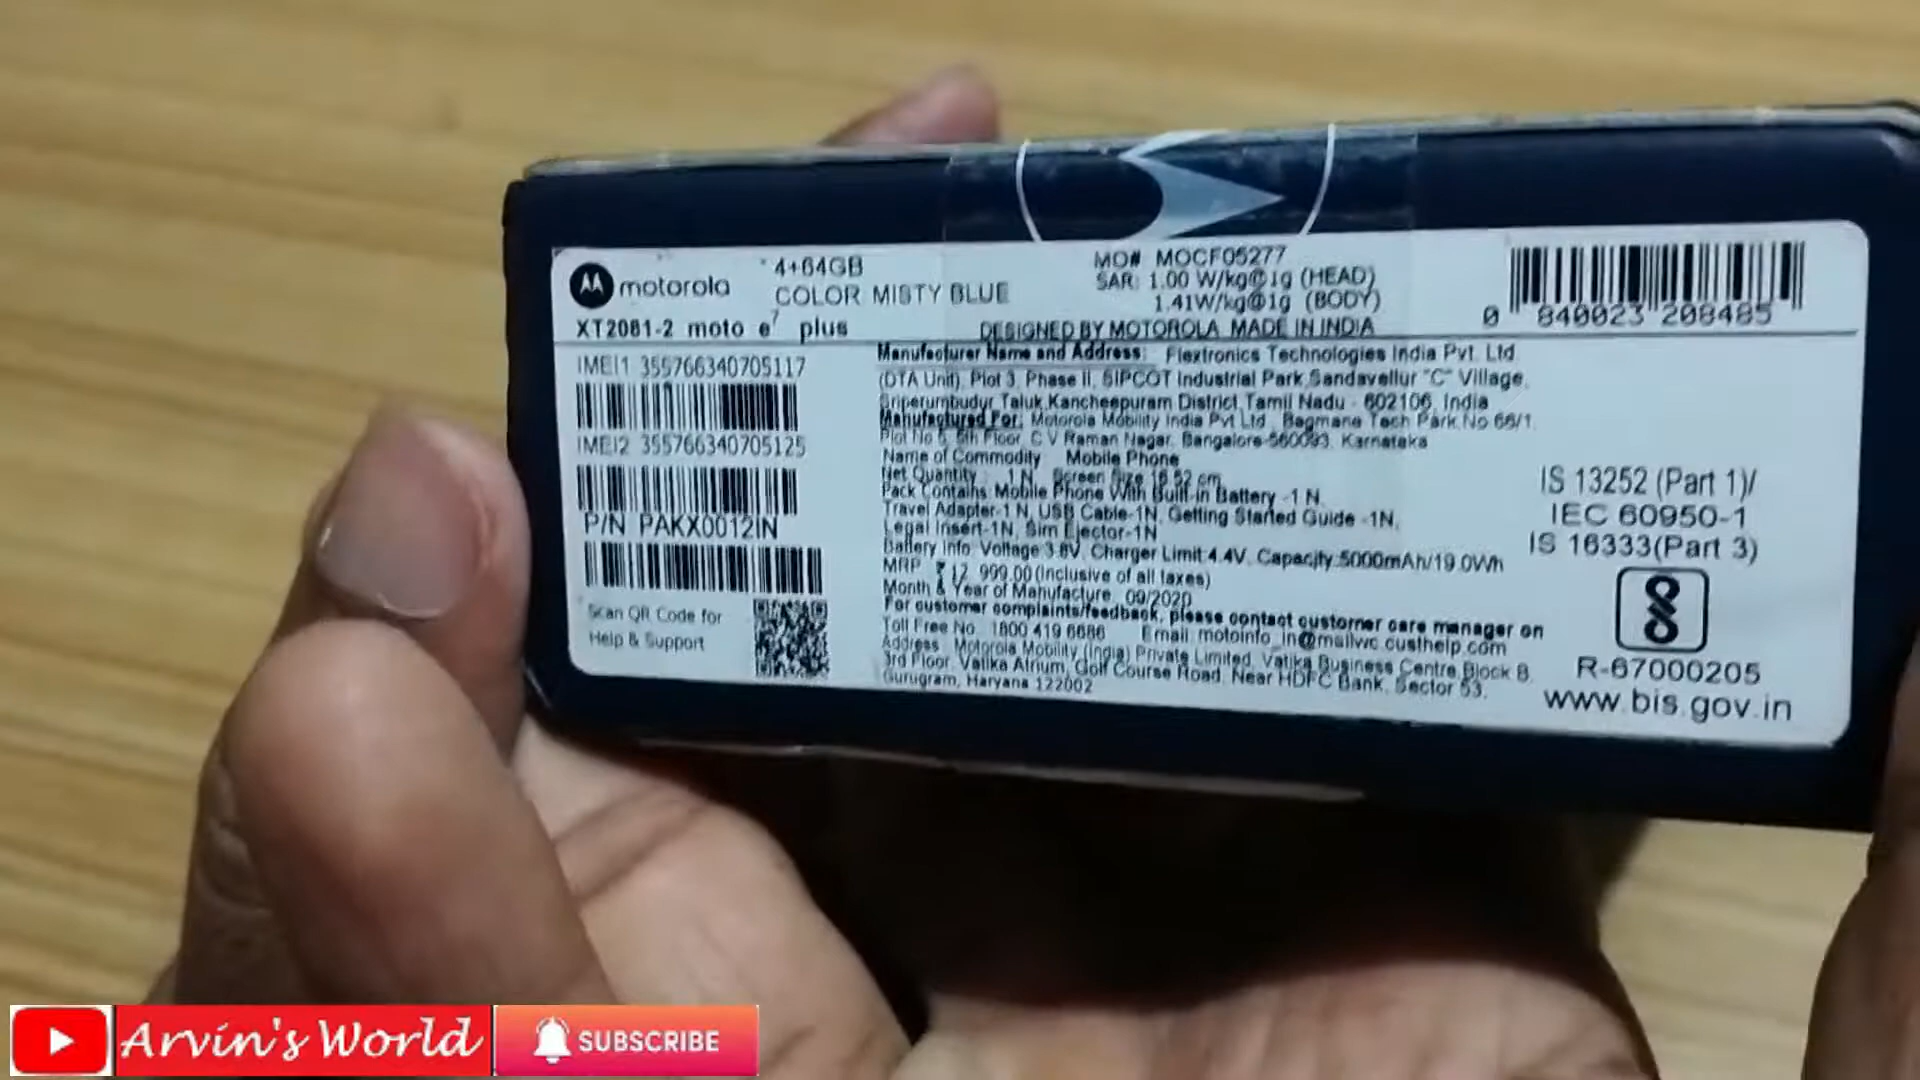 motorola
4+64GB
COLOR MISTY BLUE
XT2081-2 moto e7 plus
MO# MOCF05277
SAR: 1.00 W/kg@1g (HEAD)
1.41W/kg@1g (BODY)
DESIGNED BY MOTOROLA MADE IN INDIA
0 840023 208485
IMEI1 355766340705117
IMEI2 355766340705125
P/N PAKX0012IN
Scan QR Code for
Help & Support
Manufacturer Name and Address: Flextronics Technologies India Pvt. Ltd
(DTA Unit), Plot 3, Phase II, SIPCOT Industrial Park, Sandavellur "C" Village,
Sriperumbudur Taluk, Kancheepuram District, Tamil Nadu - 602106, India
Manufactured For: Motorola Mobility India Pvt Ltd., Bagmane Tech Park, No 66/1,
Plot No 5, 5th Floor, C V Raman Nagar, Bangalore-560093, Karnataka
Name of Commodity Mobile Phone
Net Quantity : 1 N, Screen Size 16.52 cm
Pack Contains: Mobile Phone With Built-in Battery -1 N,
Travel Adapter-1 N, USB Cable-1N, Getting Started Guide -1N,
Legal Insert-1N, Sim Ejector-1N
Battery Info: Voltage 3.8V, Charger Limit 4.4V, Capacity:5000mAh/19.0Wh
MRP ₹ 12, 999.00 (Inclusive of all taxes)
Month & Year of Manufacture, 09/2020
For customer complaints/feedback, please contact customer care manager on
Toll Free No. 1800 419 6686 Email: motoinfo_in@mailwc.custhelp.com
Address : Motorola Mobility (India) Private Limited, Vatika Business Centre, Block B,
3rd Floor, Vatika Atrium, Golf Course Road, Near HDFC Bank, Sector 53,
Gurugram, Haryana 122002
IS 13252 (Part 1)/
IEC 60950-1
IS 16333(Part 3)
R-67000205
www.bis.gov.in
Arvin's World
SUBSCRIBE